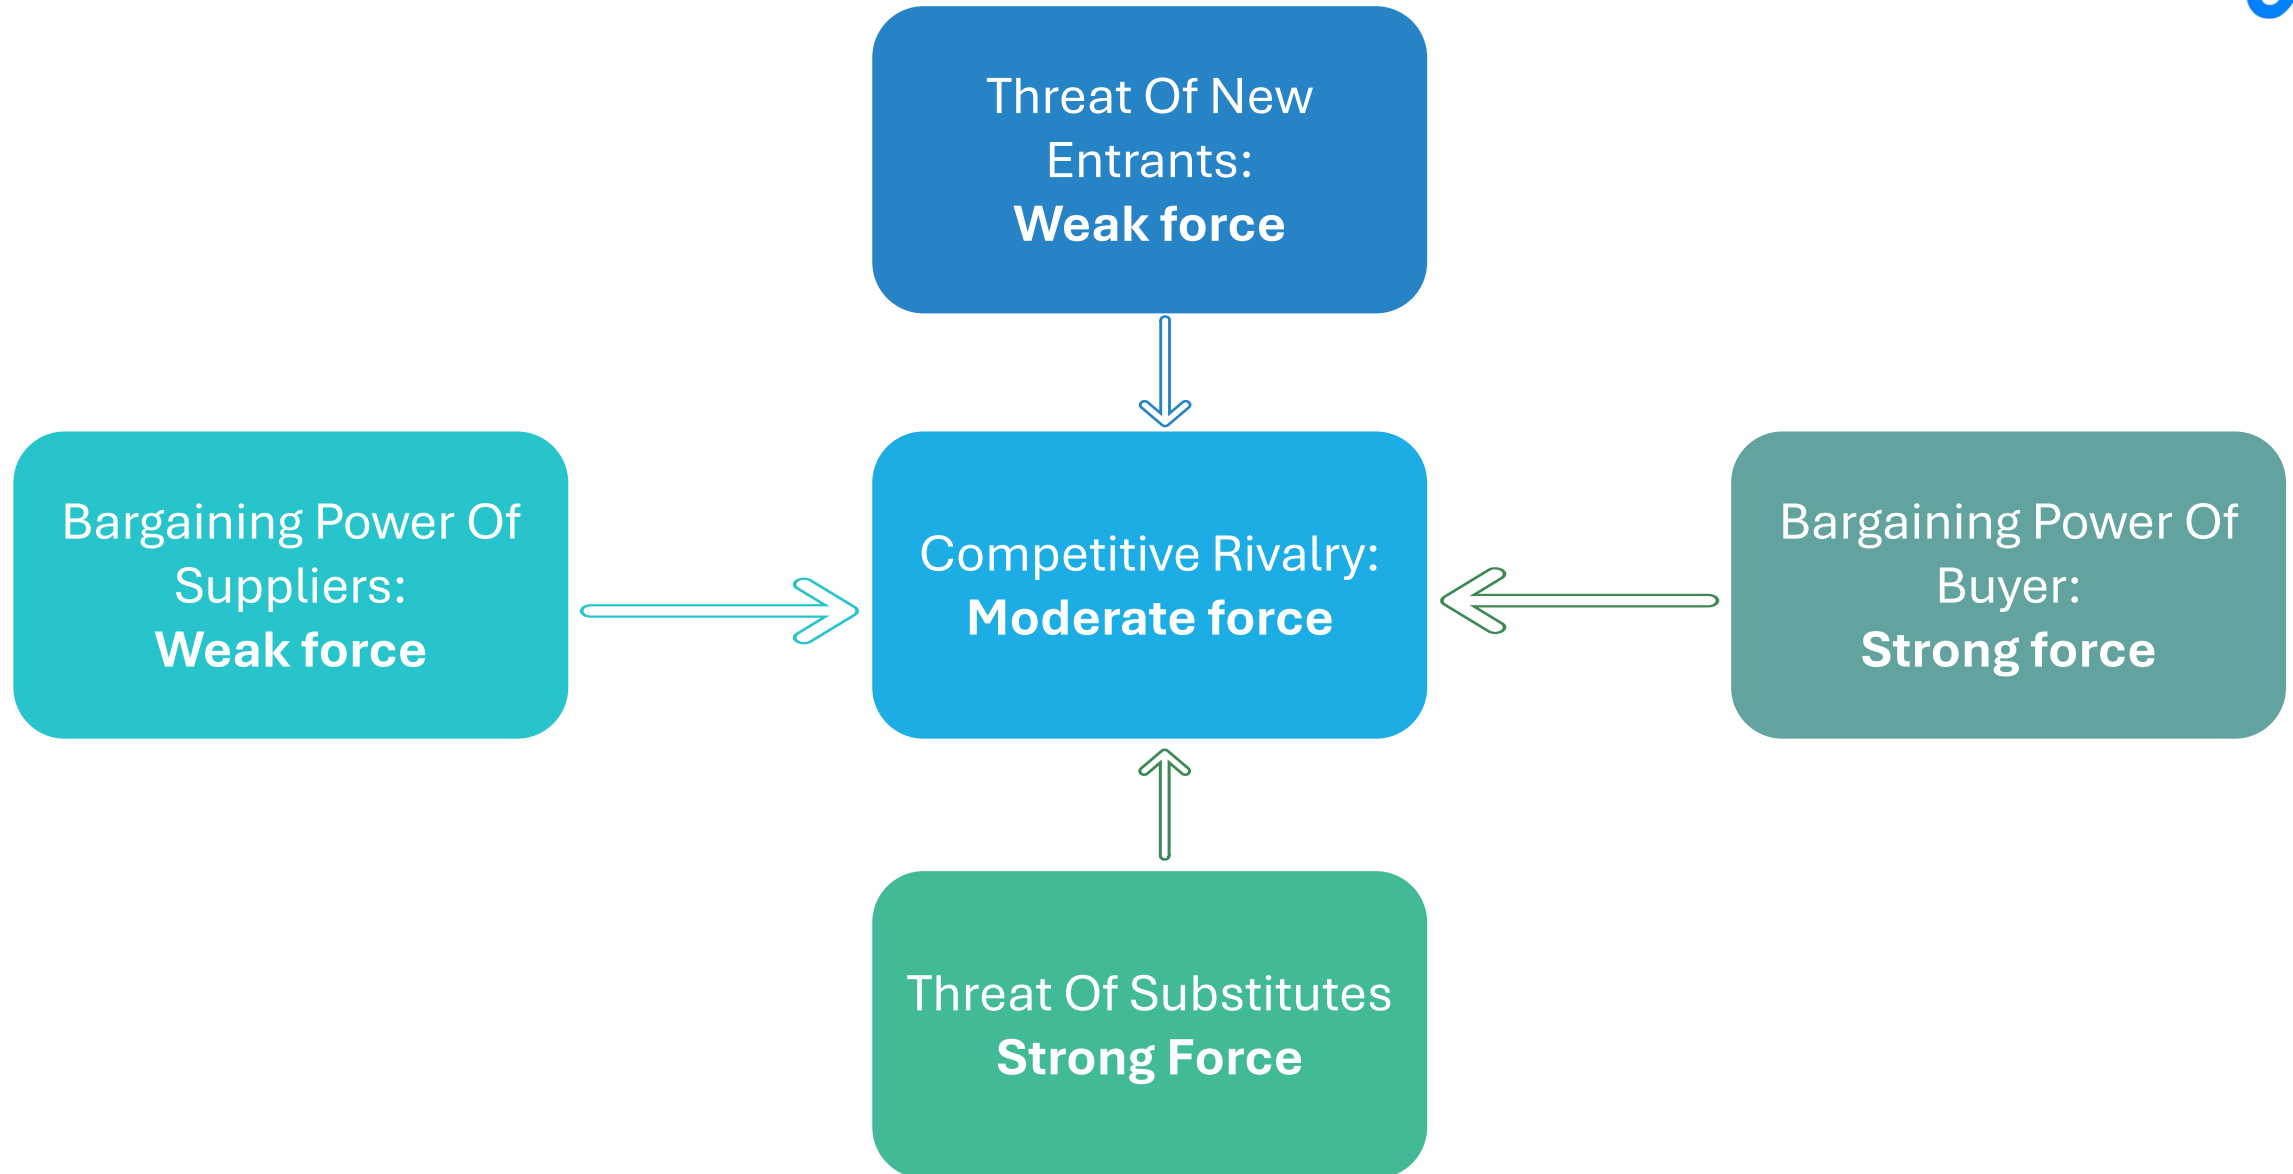 Threat Of New
Entrants:
Weak force
Bargaining Power Of
Suppliers:
Weak force
Competitive Rivalry:
Moderate force
Bargaining Power Of
Buyer:
Strong force
Threat Of Substitutes
Strong Force